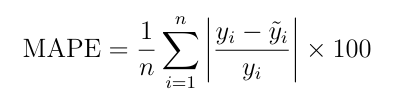 MAPE = \frac{1}{n} \sum_{i=1}^{n} \left| \frac{y_i - \tilde{y}_i}{y_i} \right| \times 100